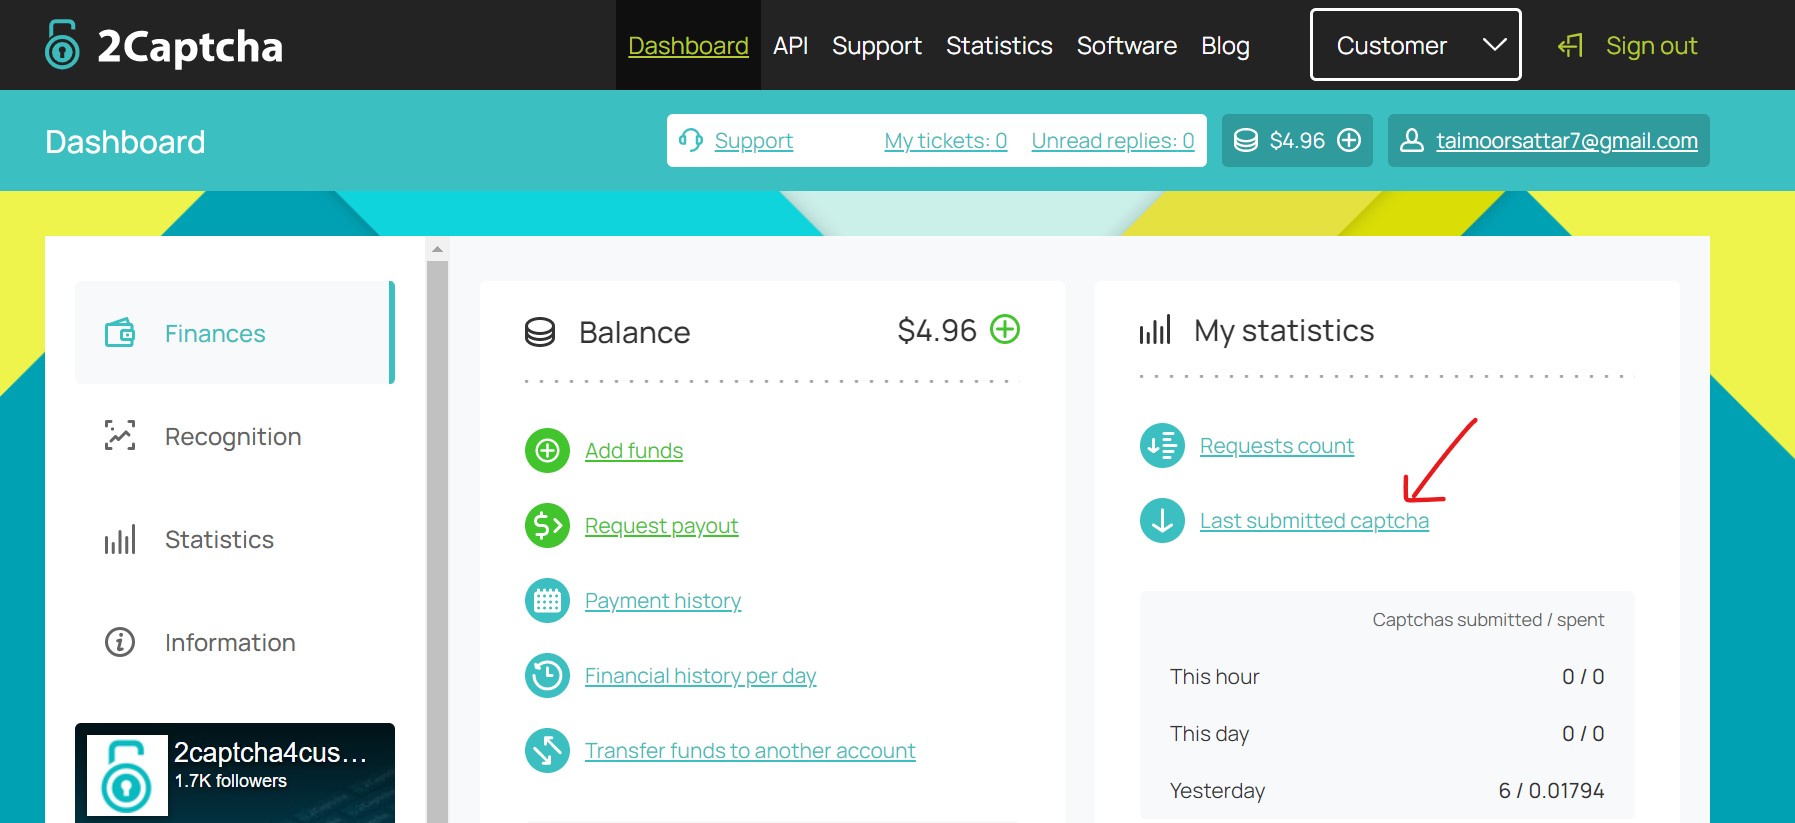 2Captcha
Dashboard API Support Statistics Software Blog Customer Sign out
Dashboard Support My tickets: 0 Unread replies: 0 $4.96 taimoorsattar7@gmail.com
Finances
Recognition
Statistics
Information
2captcha4cus...
1.7K followers
Balance $4.96
Add funds
Request payout
Payment history
Financial history per day
Transfer funds to another account
My statistics
Requests count
Last submitted captcha
Captchas submitted / spent
This hour 0 / 0
This day 0 / 0
Yesterday 6 / 0.01794